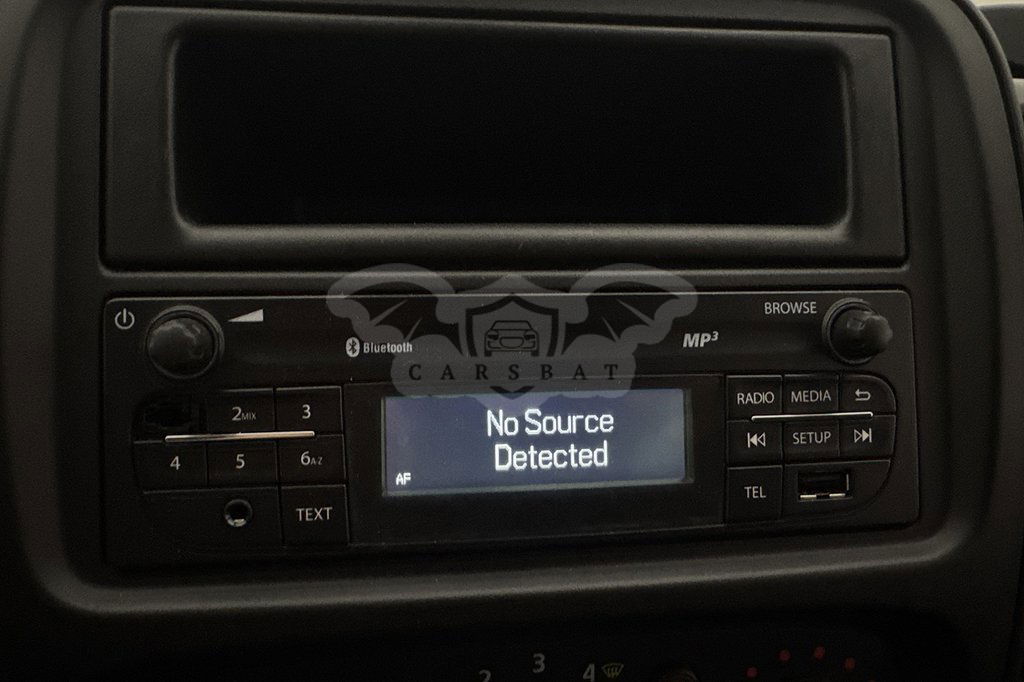 BROWSE
Bluetooth
MP3
CARSBAT
2MIX
3
RADIO
MEDIA
No Source
Detected
4
5
6A-Z
SETUP
AF
TEXT
TEL
2
3
4